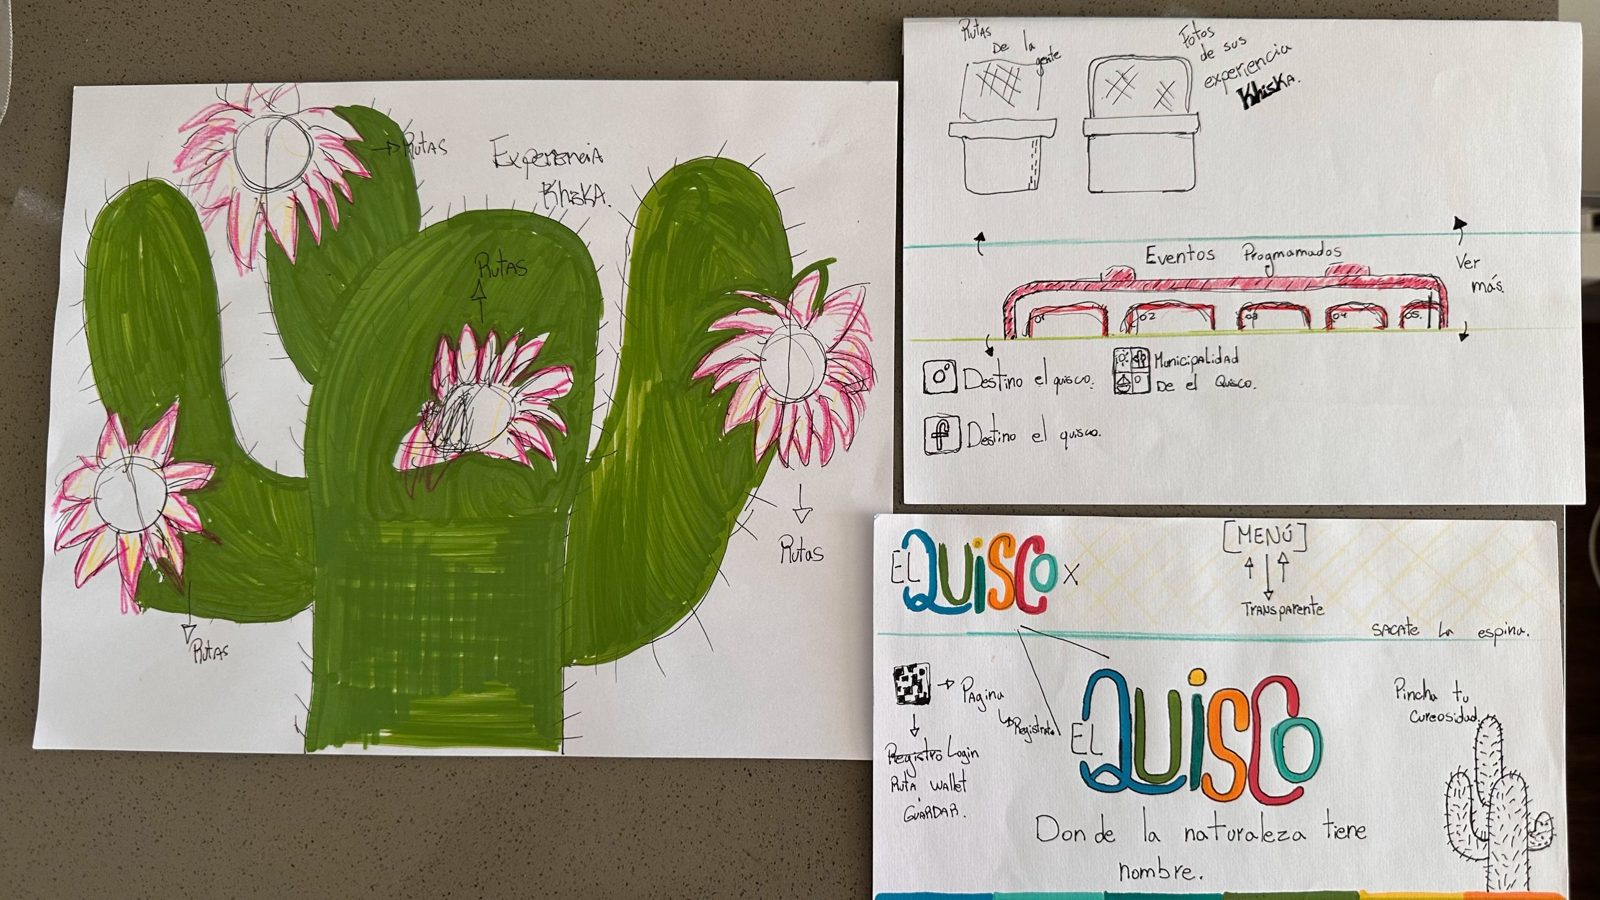 Experiencia
KhisKA.
→ Rutas
Rutas
Rutas
Rutas
Rutas
De la
gente
Fotos
de sus
experiencia
KhisKA.
Eventos Programados
Ver
más.
01
02
03
04
05.
Destino el quisco.
Municipalidad
De el Quisco.
f Destino el quisco.
EL QUISCO X
[MENÚ]
Transparente
SACATE LA espina.
Pagina
Registrate
Registro Login
Ruta Wallet
GUARDAR.
EL QUISCO
Donde la naturaleza tiene
nombre.
Pincha tu
cureosidad.